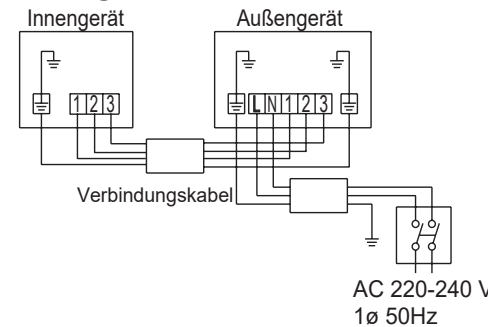 Innengerät
Außengerät
1 2 3
L N 1 2 3
Verbindungskabel
AC 220-240 V
1ø 50Hz